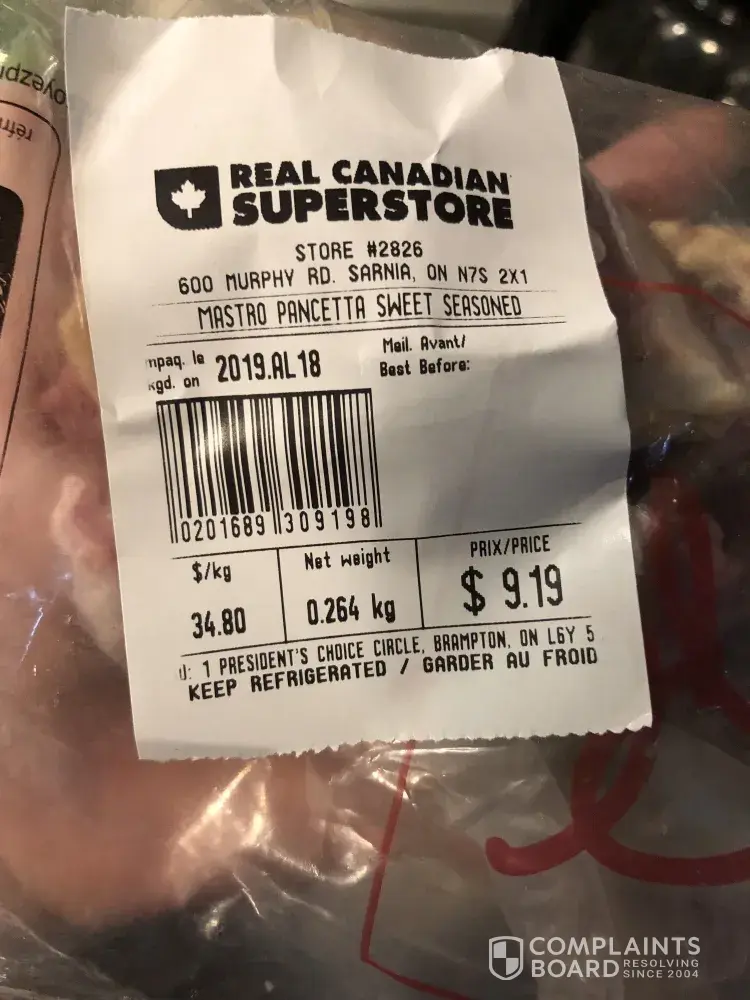 REAL CANADIAN
SUPERSTORE
STORE #2826
600 MURPHY RD. SARNIA, ON N7S 2X1
MASTRO PANCETTA SWEET SEASONED
mpaq. le
kgd. on
2019.AL18
Meil. Avant/
Best Before:
0201689 309198
$/kg
34.80
Net weight
0.264 kg
PRIX/PRICE
$ 9.19
1 PRESIDENT'S CHOICE CIRCLE, BRAMPTON, ON L6Y 5
KEEP REFRIGERATED / GARDER AU FROID
COMPLAINTS
BOARD RESOLVING
SINCE 2004